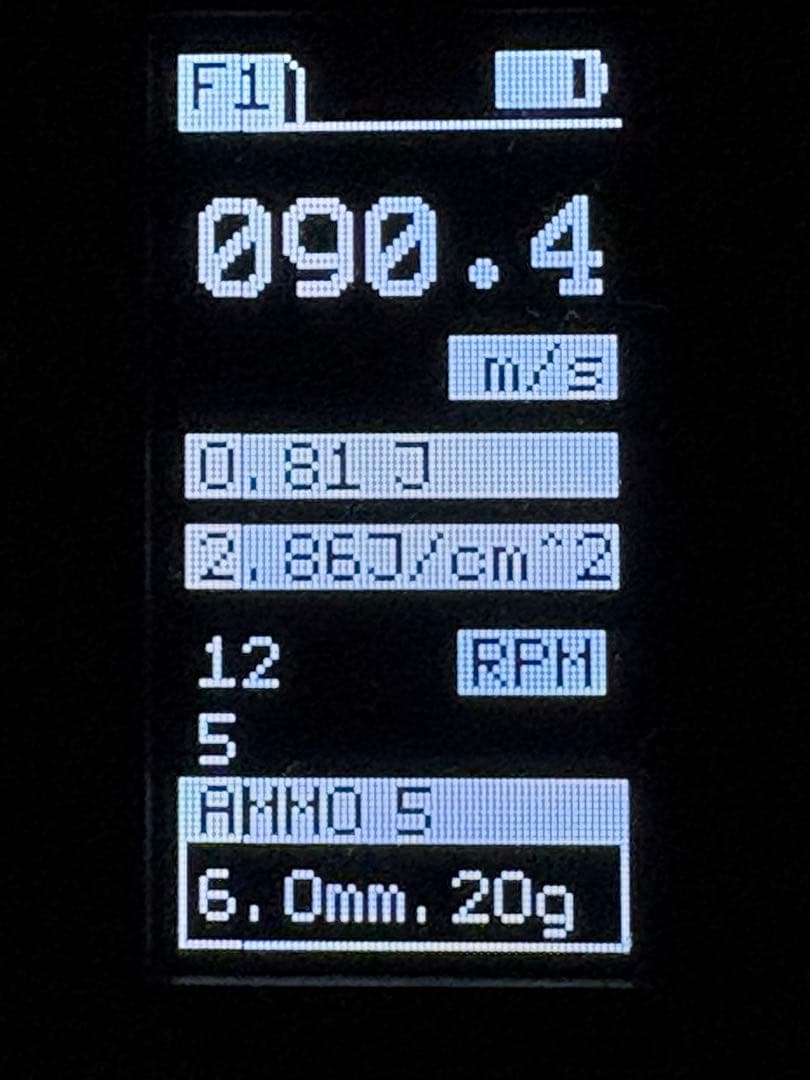 F1
090.4
m/s
0.81 J
2.86J/cm^2
12 RPM
5
AMMO 5
6.0mm.20g